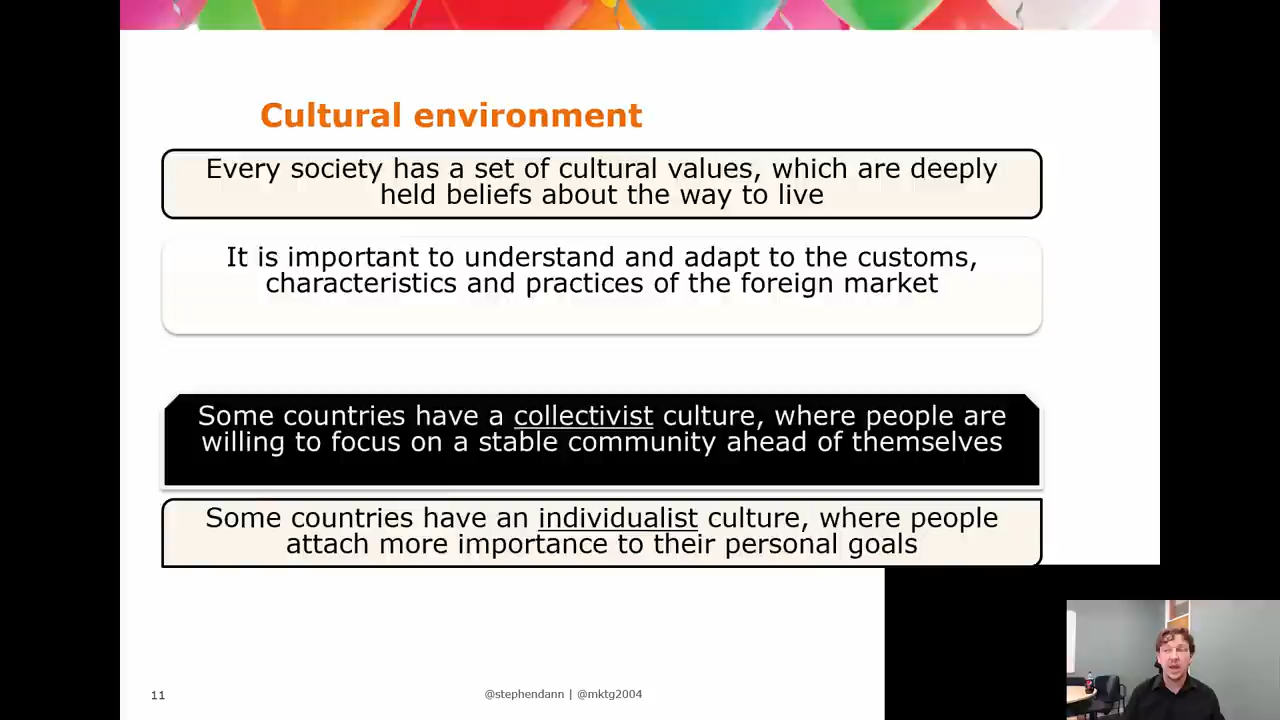 Cultural environment
Every society has a set of cultural values, which are deeply
held beliefs about the way to live
It is important to understand and adapt to the customs,
characteristics and practices of the foreign market
Some countries have a collectivist culture, where people are
willing to focus on a stable community ahead of themselves
Some countries have an individualist culture, where people
attach more importance to their personal goals
11
@stephendann | @mktg2004